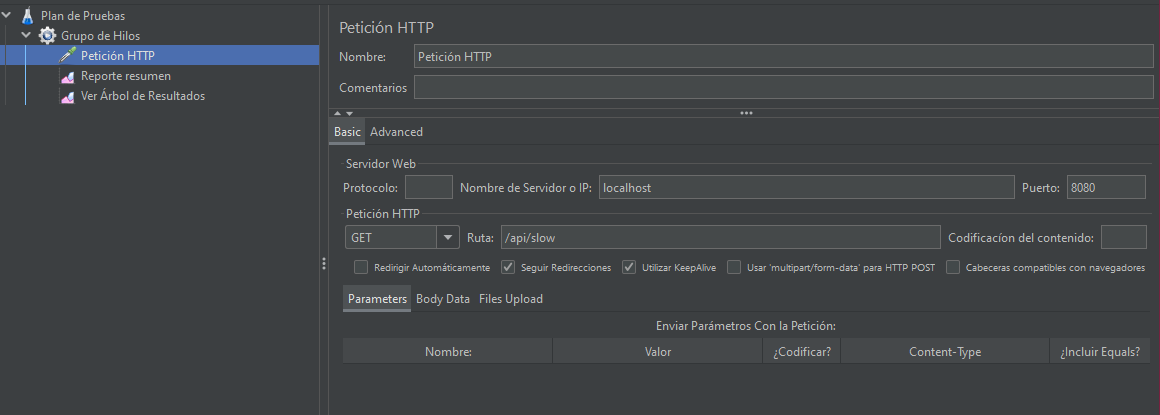 Plan de Pruebas
Grupo de Hilos
Petición HTTP
Reporte resumen
Ver Árbol de Resultados
Petición HTTP
Nombre: Petición HTTP
Comentarios
Basic Advanced
Servidor Web
Protocolo: Nombre de Servidor o IP: localhost Puerto: 8080
Petición HTTP
GET Ruta: /api/slow Codificacíon del contenido:
Redirigir Automáticamente Seguir Redirecciones Utilizar KeepAlive Usar 'multipart/form-data' para HTTP POST Cabeceras compatibles con navegadores
Parameters Body Data Files Upload
Enviar Parámetros Con la Petición:
Nombre: Valor ¿Codificar? Content-Type ¿Incluir Equals?